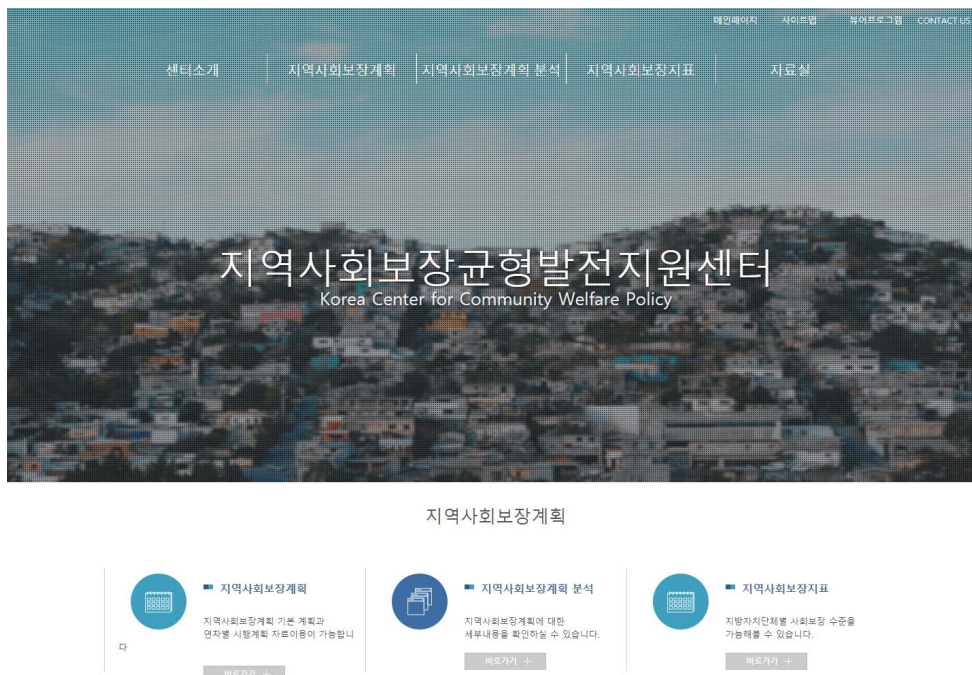 메인페이지 사이트맵 뷰어프로그램 CONTACT US
센터소개 지역사회보장계획 지역사회보장계획 분석 지역사회보장지표 자료실
지역사회보장균형발전지원센터
Korea Center for Community Welfare Policy
지역사회보장계획
지역사회보장계획
지역사회보장계획 기본 계획과
연차별 시행계획 자료이용이 가능합니
다
바로가기 +
지역사회보장계획 분석
지역사회보장계획에 대한
세부내용을 확인하실 수 있습니다.
바로가기 +
지역사회보장지표
지방자치단체별 사회보장 수준을
가늠해볼 수 있습니다.
바로가기 +